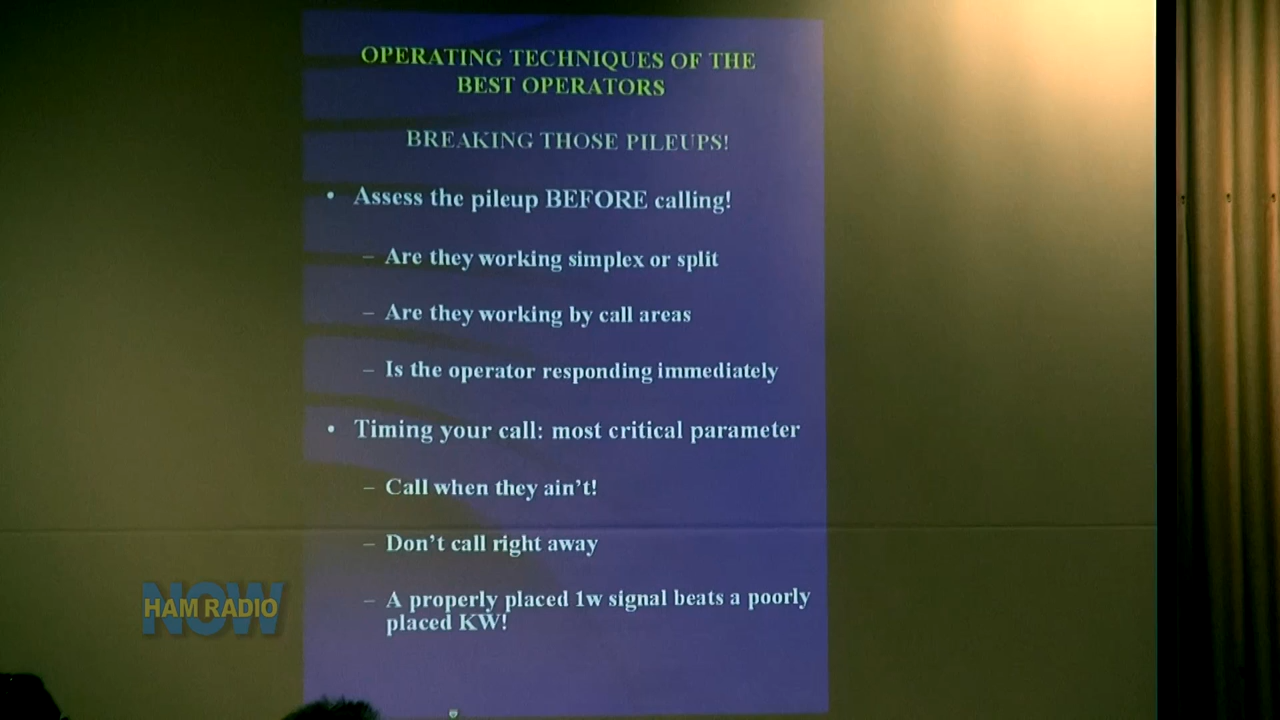 OPERATING TECHNIQUES OF THE
BEST OPERATORS
BREAKING THOSE PILEUPS!
• Assess the pileup BEFORE calling!
– Are they working simplex or split
– Are they working by call areas
– Is the operator responding immediately
• Timing your call: most critical parameter
– Call when they ain't!
– Don't call right away
– A properly placed 1w signal beats a poorly
placed KW!
NOW
HAM RADIO